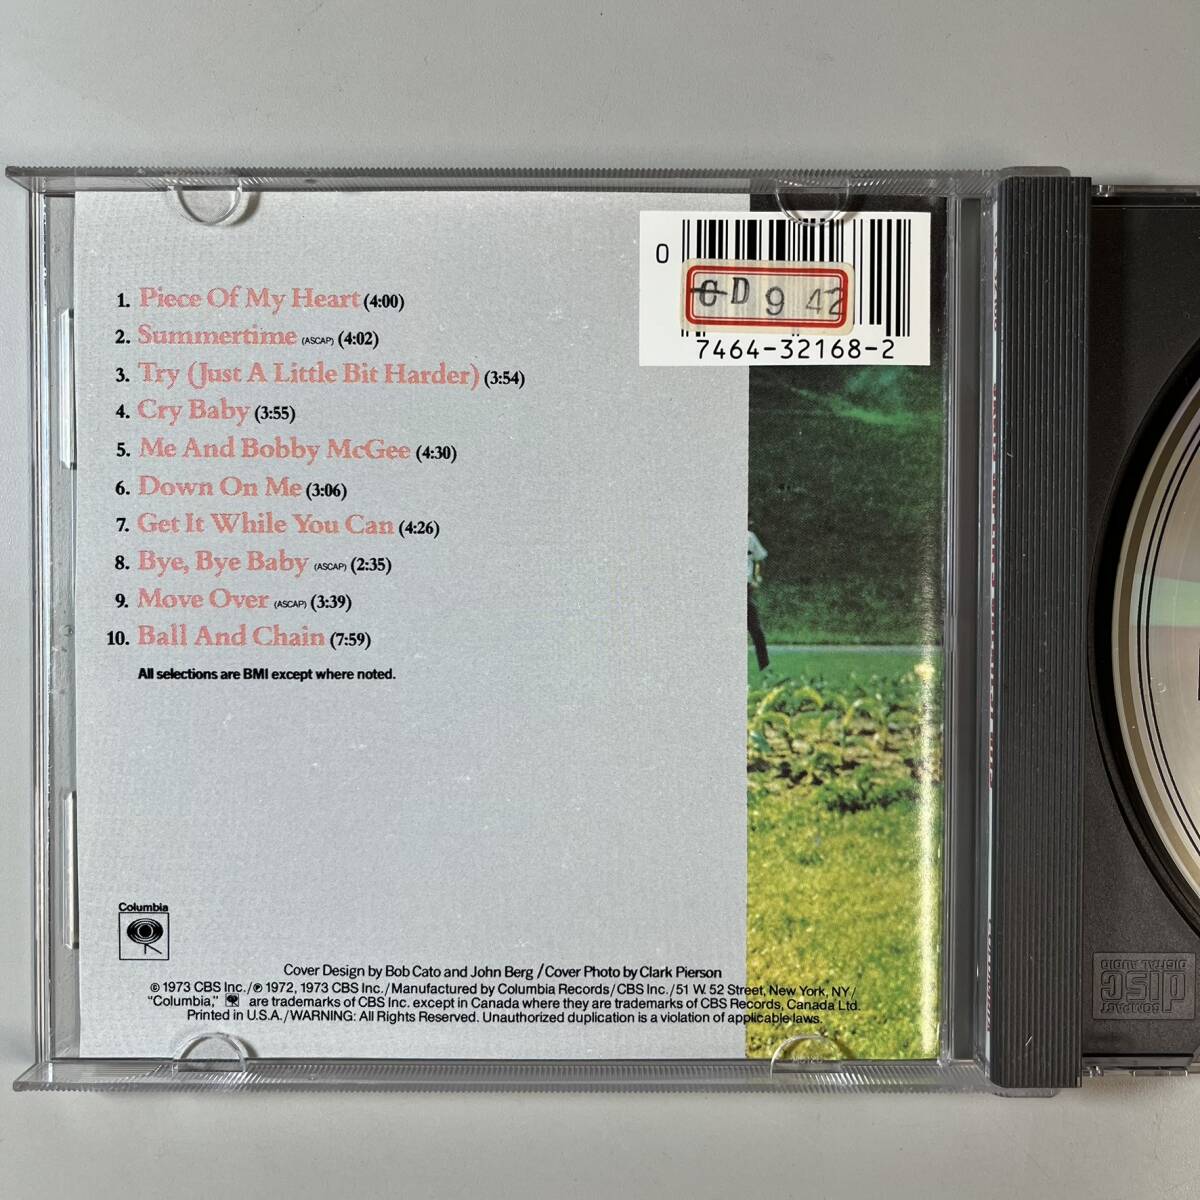 0
CD 9 42
7464-32168-2
1. Piece Of My Heart (4:00)
2. Summertime (ASCAP) (4:02)
3. Try (Just A Little Bit Harder) (3:54)
4. Cry Baby (3:55)
5. Me And Bobby McGee (4:30)
6. Down On Me (3:06)
7. Get It While You Can (4:26)
8. Bye, Bye Baby (ASCAP) (2:35)
9. Move Over (ASCAP) (3:39)
10. Ball And Chain (7:59)
All selections are BMI except where noted.
Columbia
Cover Design by Bob Cato and John Berg/Cover Photo by Clark Pierson
© 1973 CBS Inc./℗ 1972, 1973 CBS Inc./Manufactured by Columbia Records/CBS Inc./51 W. 52 Street, New York, NY/
"Columbia," are trademarks of CBS Inc. except in Canada where they are trademarks of CBS Records, Canada Ltd.
Printed in U.S.A./WARNING: All Rights Reserved. Unauthorized duplication is a violation of applicable laws.
COMPACT
disc
DIGITAL AUDIO